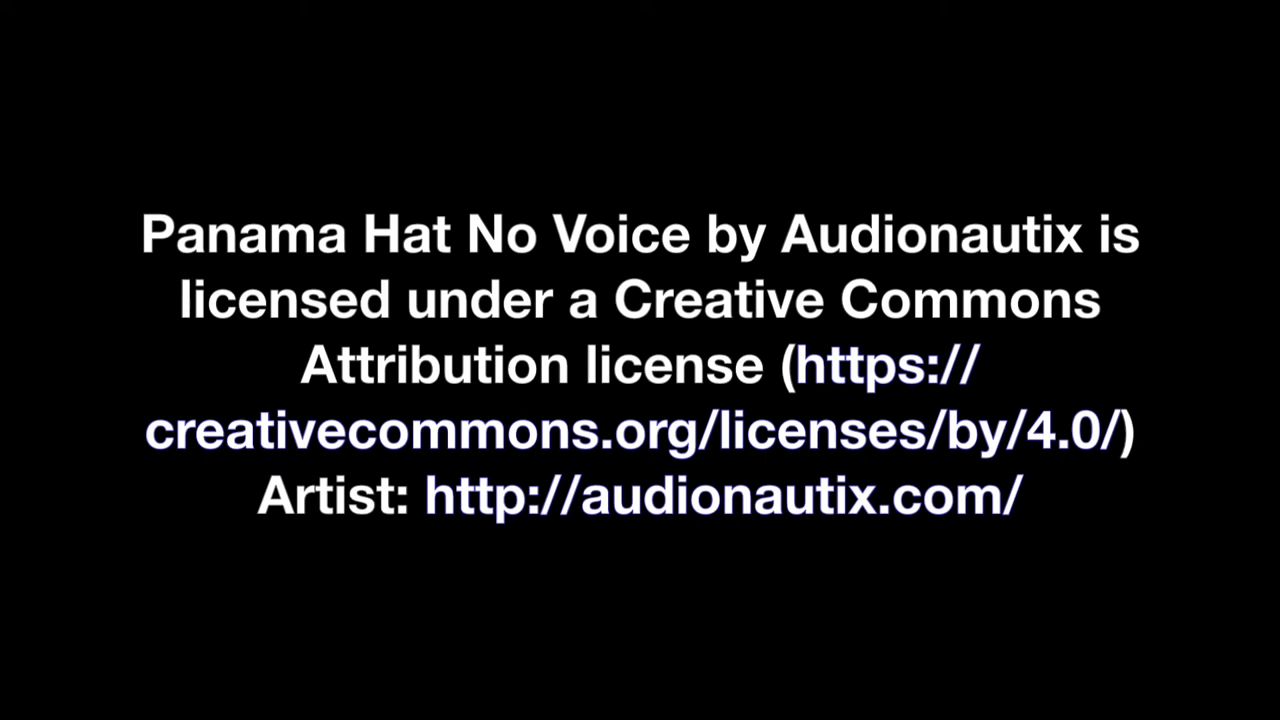 Panama Hat No Voice by Audionautix is
licensed under a Creative Commons
Attribution license (https://
creativecommons.org/licenses/by/4.0/)
Artist: http://audionautix.com/